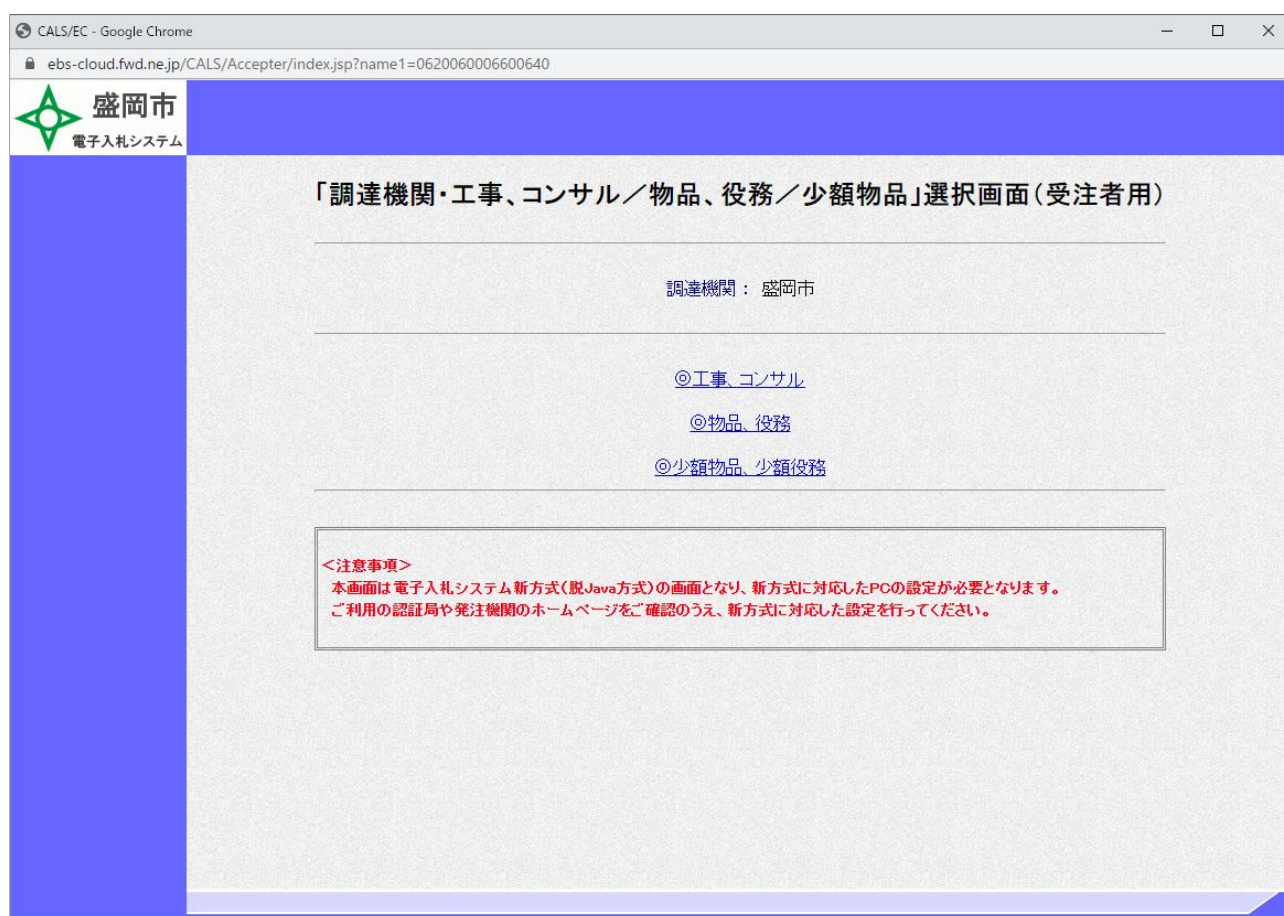 CALS/EC - Google Chrome
ebs-cloud.fwd.ne.jp/CALS/Accepter/index.jsp?name1=0620060006600640
盛岡市
電子入札システム
「調達機関・工事、コンサル／物品、役務／少額物品」選択画面(受注者用)
調達機関： 盛岡市
◎工事、コンサル
◎物品、役務
◎少額物品、少額役務
＜注意事項＞
本画面は電子入札システム新方式(脱Java方式)の画面となり、新方式に対応したPCの設定が必要となります。
ご利用の認証局や発注機関のホームページをご確認のうえ、新方式に対応した設定を行ってください。